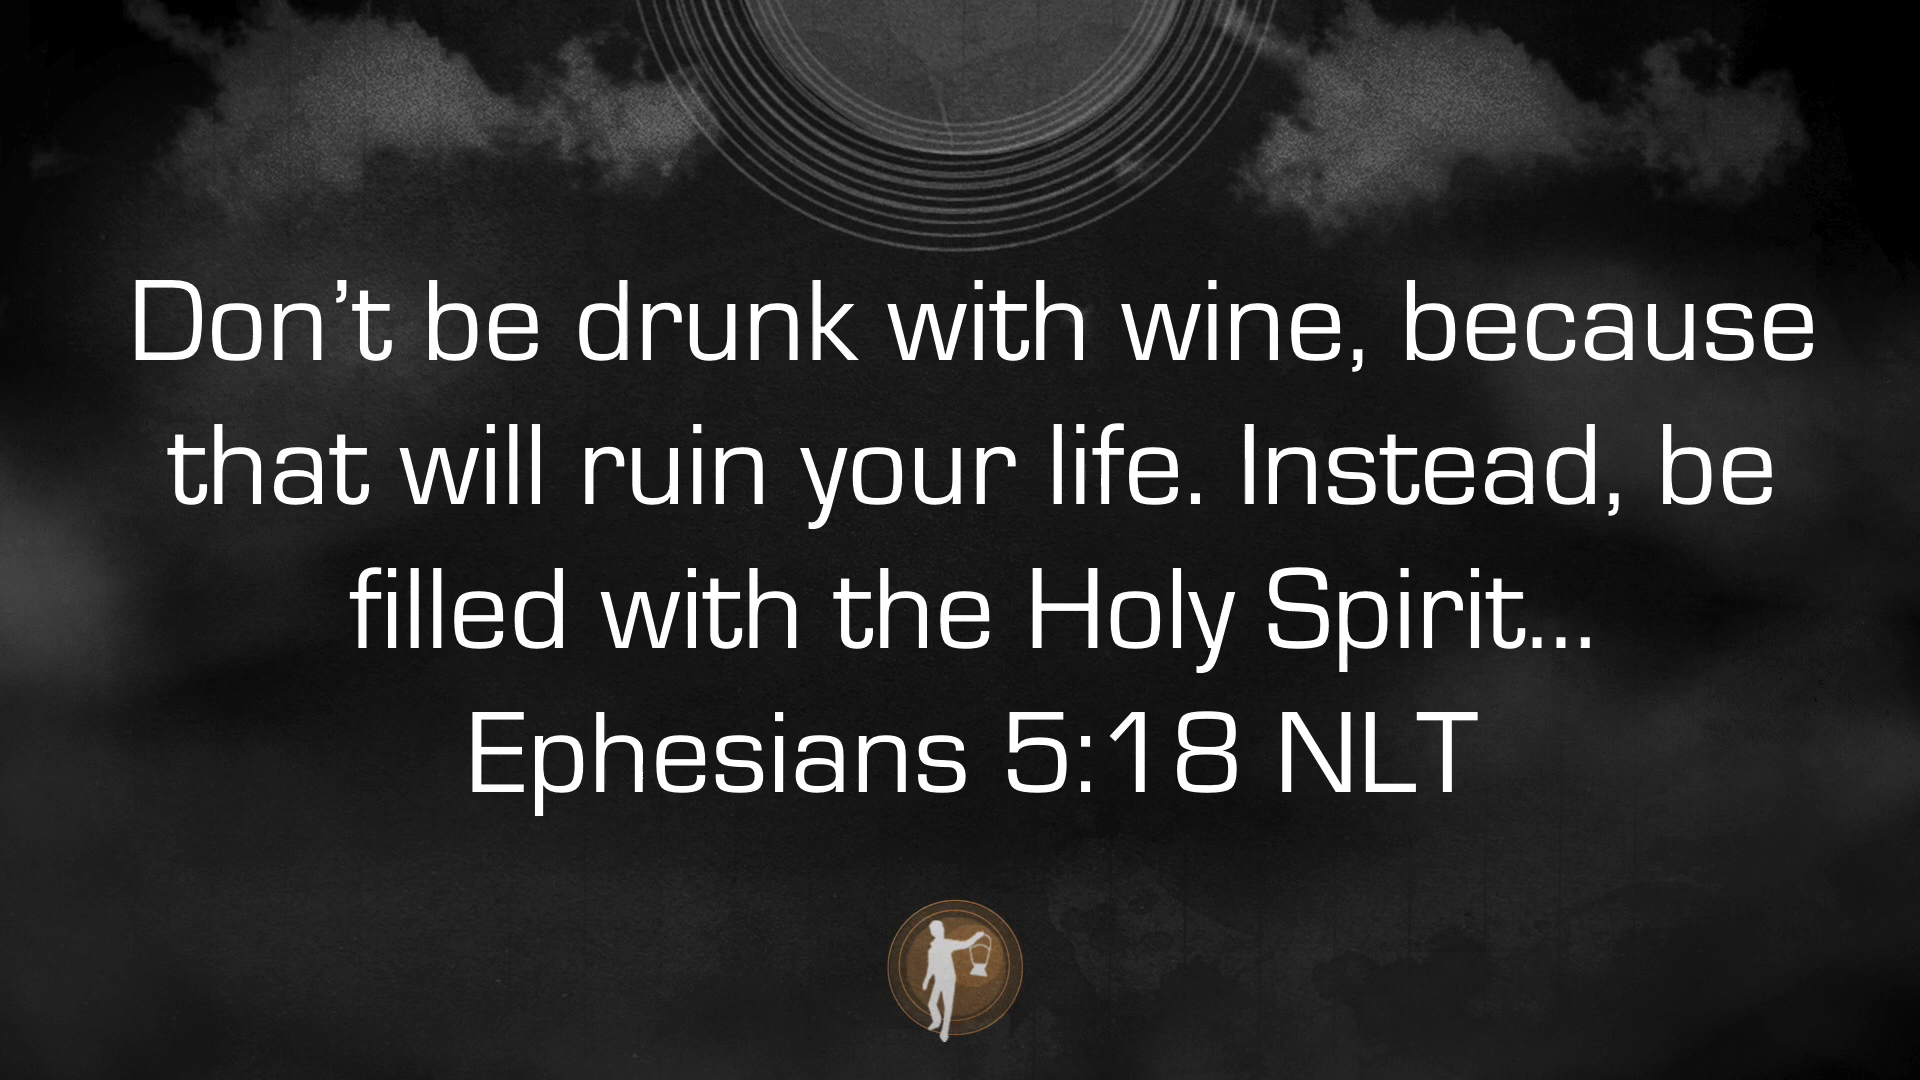 Don’t be drunk with wine, because
that will ruin your life. Instead, be
filled with the Holy Spirit...
Ephesians 5:18 NLT